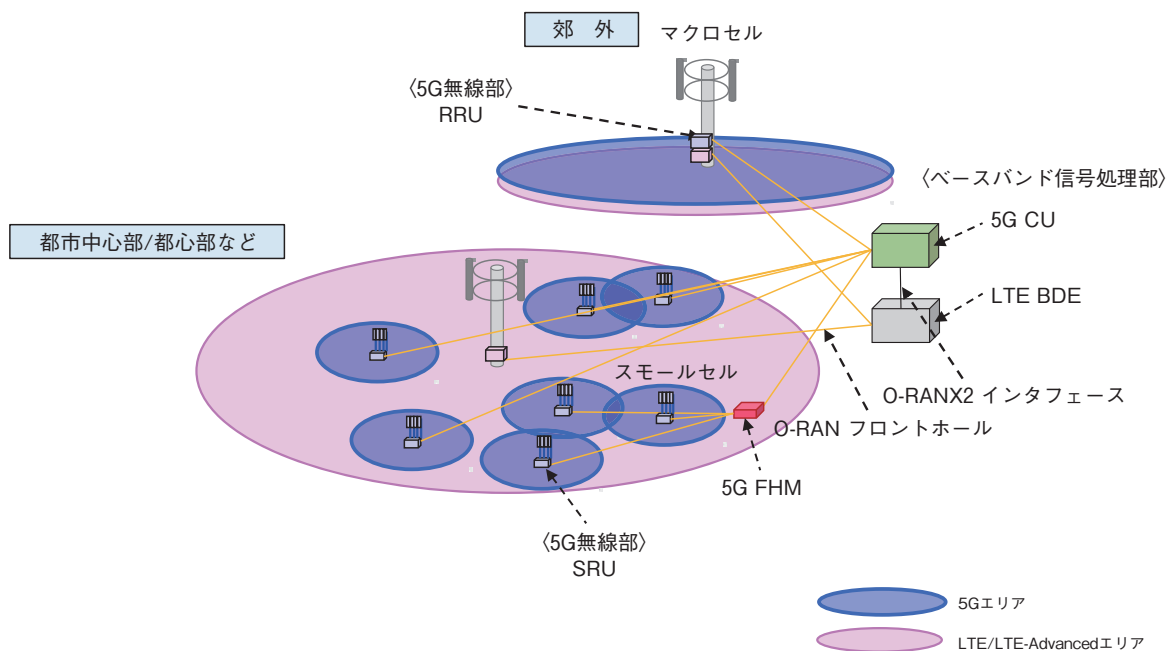 郊 外
マクロセル
〈5G無線部〉
RRU
〈ベースバンド信号処理部〉
5G CU
都市中心部/都心部など
LTE BDE
スモールセル
O-RANX2 インタフェース
O-RAN フロントホール
5G FHM
〈5G無線部〉
SRU
5Gエリア
LTE/LTE-Advancedエリア